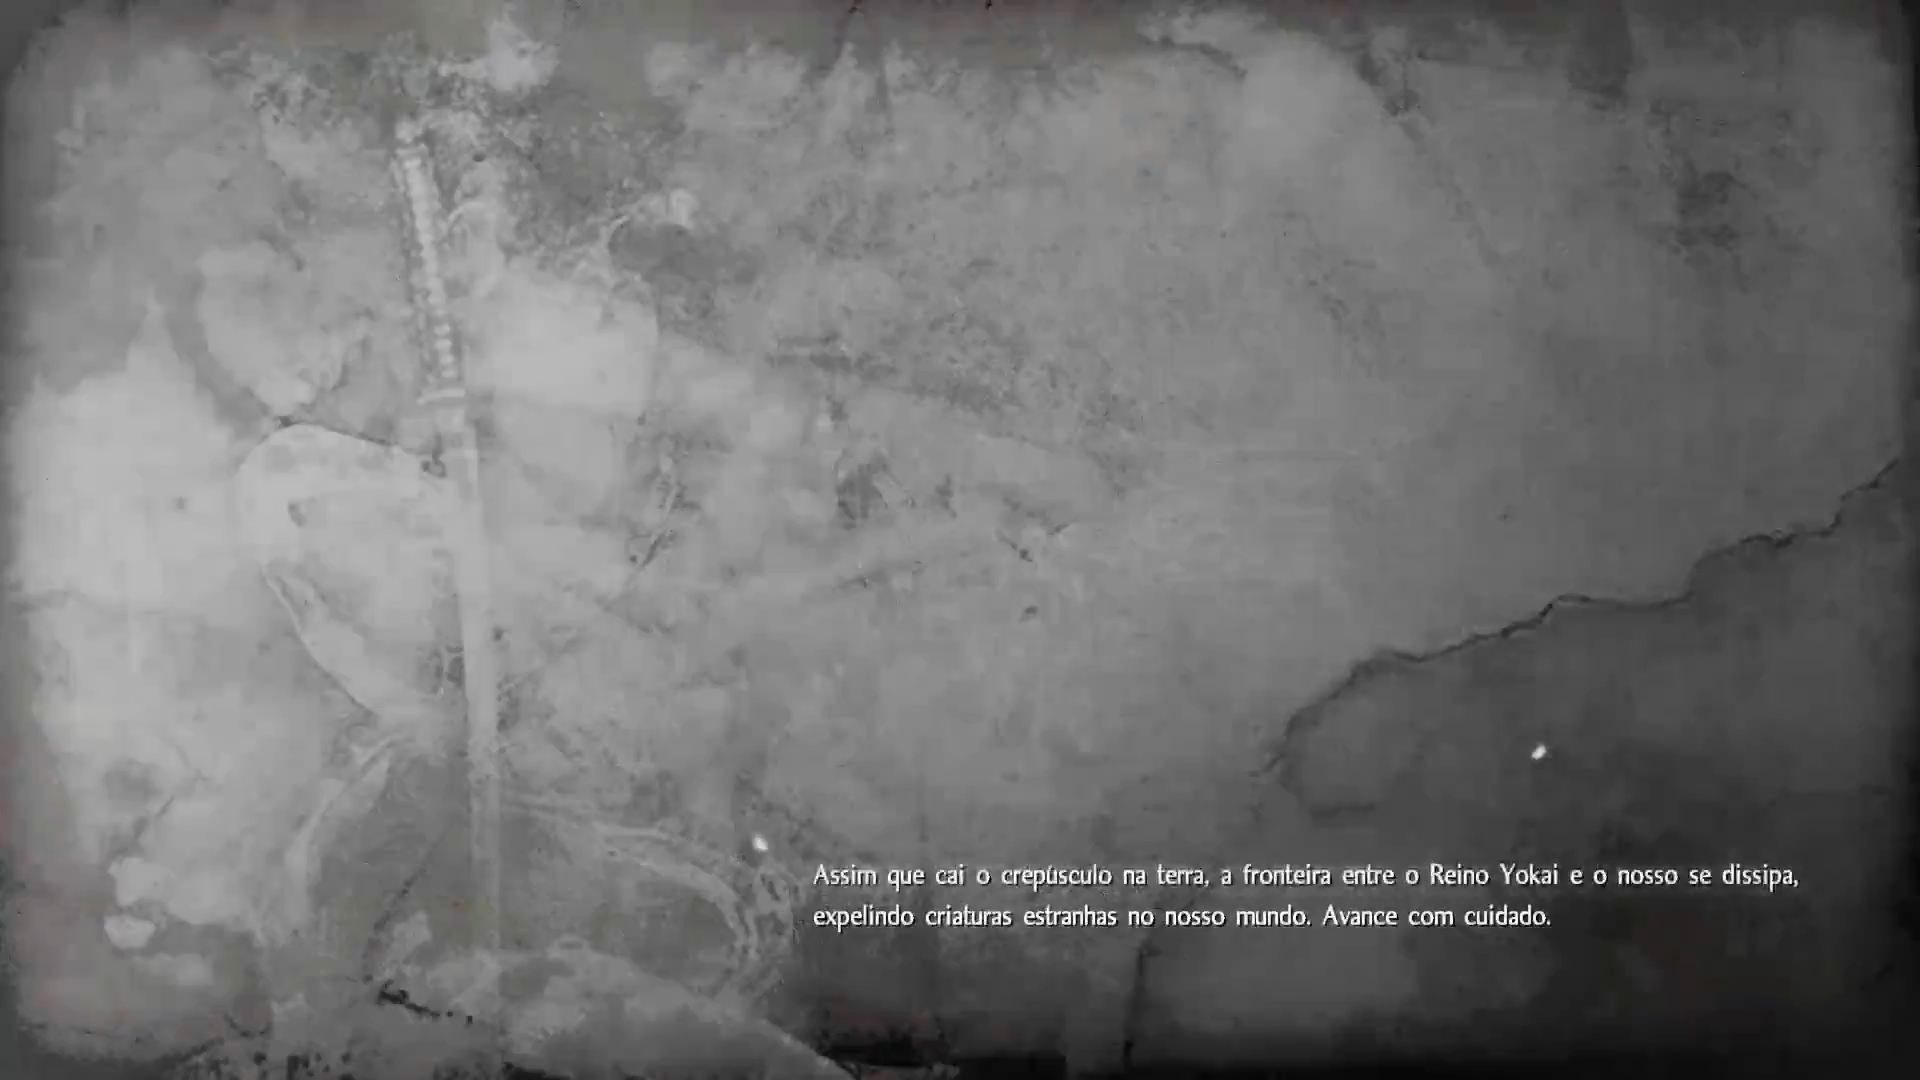 Assim que cai o crepúsculo na terra, a fronteira entre o Reino Yokai e o nosso se dissipa,
expelindo criaturas estranhas no nosso mundo. Avance com cuidado.